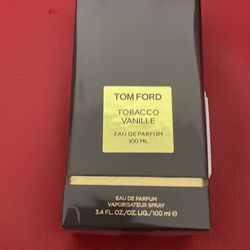 TOM FORD
TOBACCO
VANILLE
EAU DE PARFUM
100 ML
EAU DE PARFUM
VAPORISATEUR SPRAY
3.4 FL. OZ./OZ. LIQ./100 ml ℮